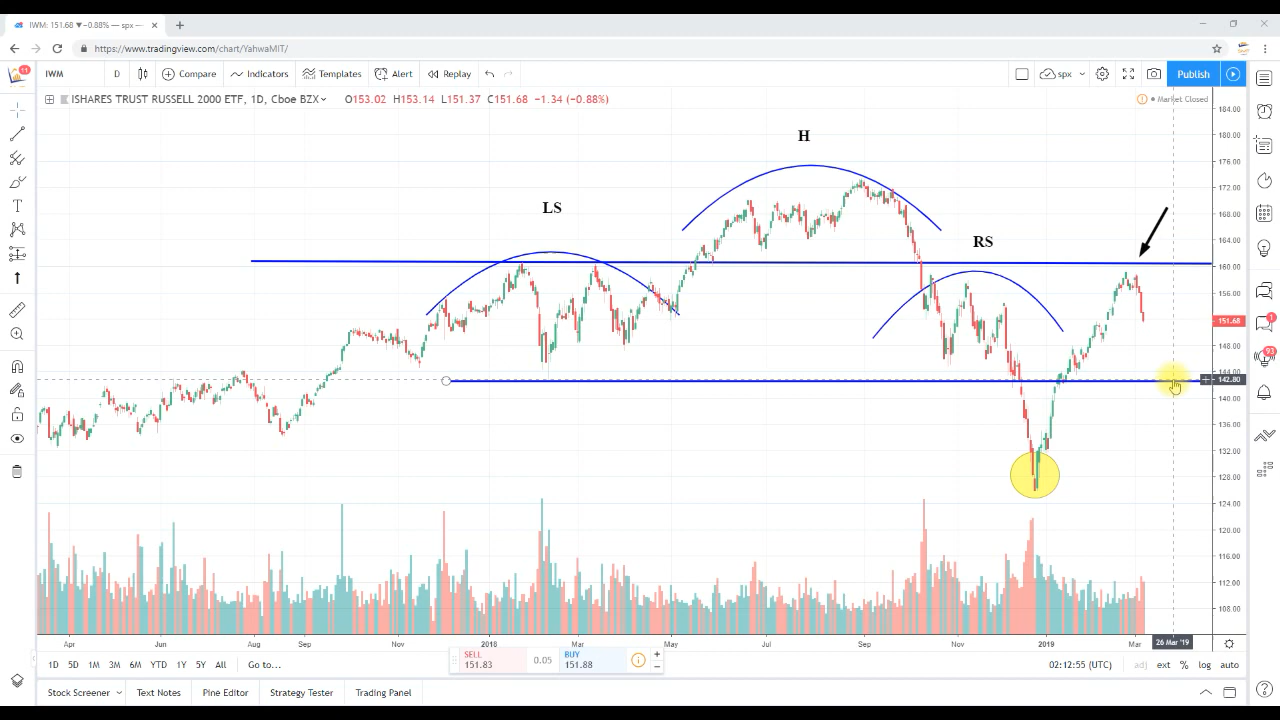 IWM: 151.68 ▼−0.88% — spx —
https://www.tradingview.com/chart/YahwaMIT/
11
IWM D Compare Indicators Templates Alert Replay spx Publish
ISHARES TRUST RUSSELL 2000 ETF, 1D, Cboe BZX O153.02 H153.14 L151.37 C151.68 −1.34 (−0.88%)
Market Closed
184.00
H
180.00
176.00
172.00
LS
168.00
RS
164.00
160.00
156.00
1
151.68
148.00
93
144.00
142.80
140.00
136.00
132.00
128.00
124.00
120.00
116.00
112.00
108.00
Apr Jun Aug Sep Nov 2018 Mar May Jul Sep Nov 2019 Mar 26 Mar '19
1D 5D 1M 3M 6M YTD 1Y 5Y All Go to...
SELL 151.83 0.05 BUY 151.88
02:12:55 (UTC) adj ext % log auto
Stock Screener Text Notes Pine Editor Strategy Tester Trading Panel